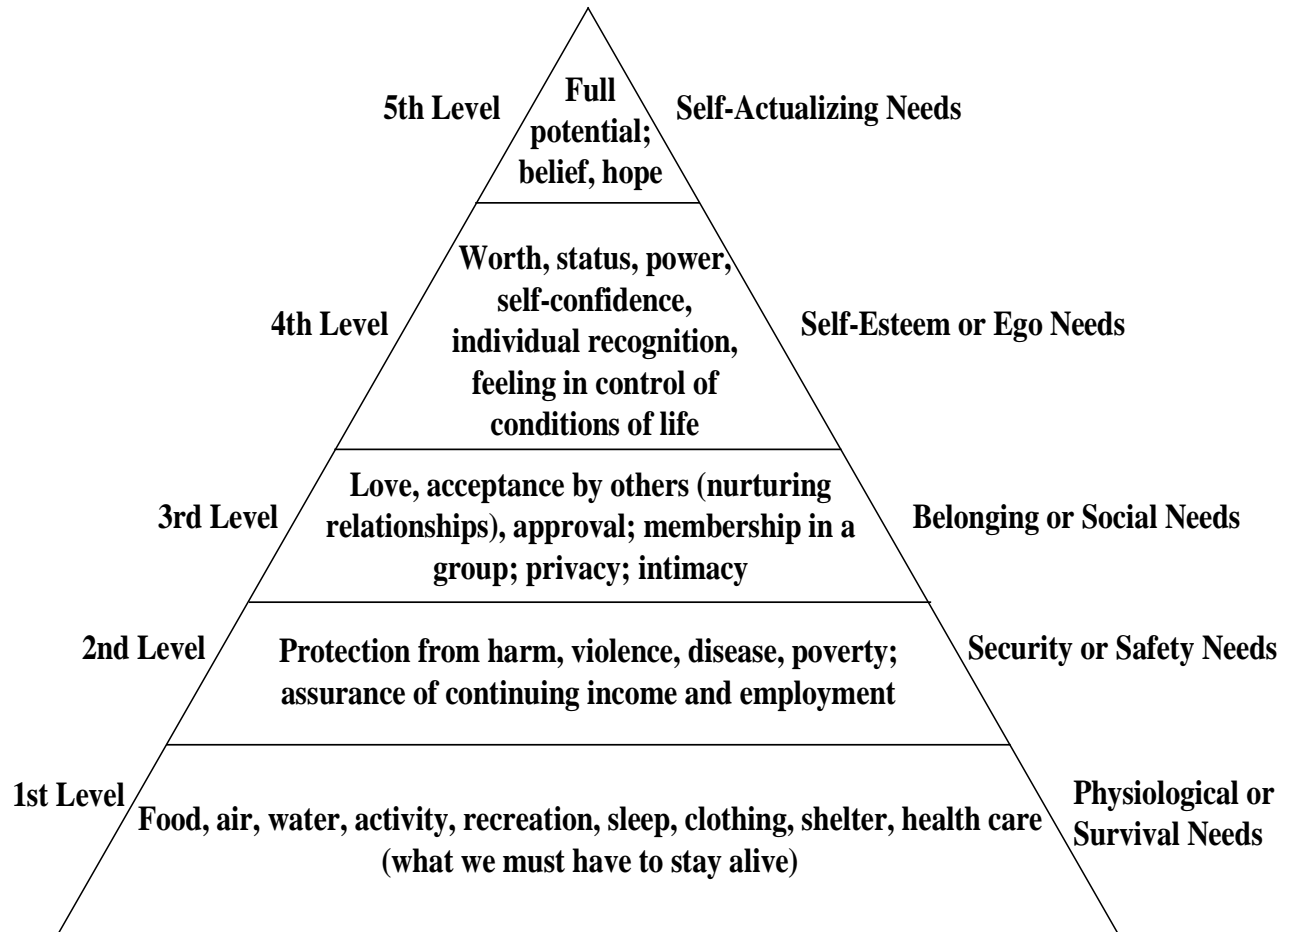 5th Level
Full
potential;
belief, hope
Self-Actualizing Needs
4th Level
Worth, status, power,
self-confidence,
individual recognition,
feeling in control of
conditions of life
Self-Esteem or Ego Needs
3rd Level
Love, acceptance by others (nurturing
relationships), approval; membership in a
group; privacy; intimacy
Belonging or Social Needs
2nd Level
Protection from harm, violence, disease, poverty;
assurance of continuing income and employment
Security or Safety Needs
1st Level
Food, air, water, activity, recreation, sleep, clothing, shelter, health care
(what we must have to stay alive)
Physiological or
Survival Needs